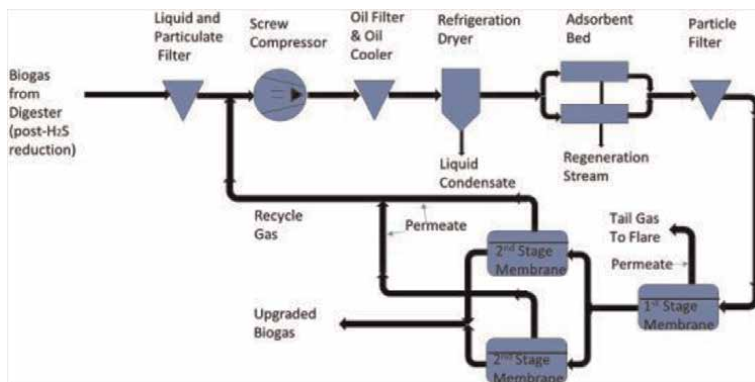 Liquid and
Particulate
Filter
Screw
Compressor
Oil Filter
& Oil
Cooler
Refrigeration
Dryer
Adsorbent
Bed
Particle
Filter
Biogas
from
Digester
(post-H2S
reduction)
Liquid
Condensate
Regeneration
Stream
Recycle
Gas
Permeate
Tail Gas
To Flare
Permeate
2nd Stage
Membrane
1st Stage
Membrane
Upgraded
Biogas
2nd Stage
Membrane